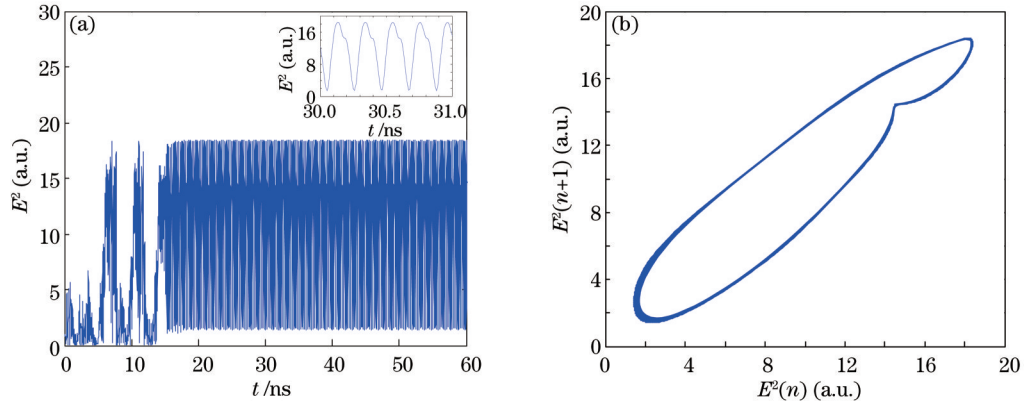 (a)
30
25
20
15
10
5
0
E² (a.u.)
0 10 20 30 40 50 60
t /ns
16
8
0
E² (a.u.)
30.0 30.5 31.0
t /ns
(b)
20
16
12
8
4
0
E²(n+1) (a.u.)
0 4 8 12 16 20
E²(n) (a.u.)